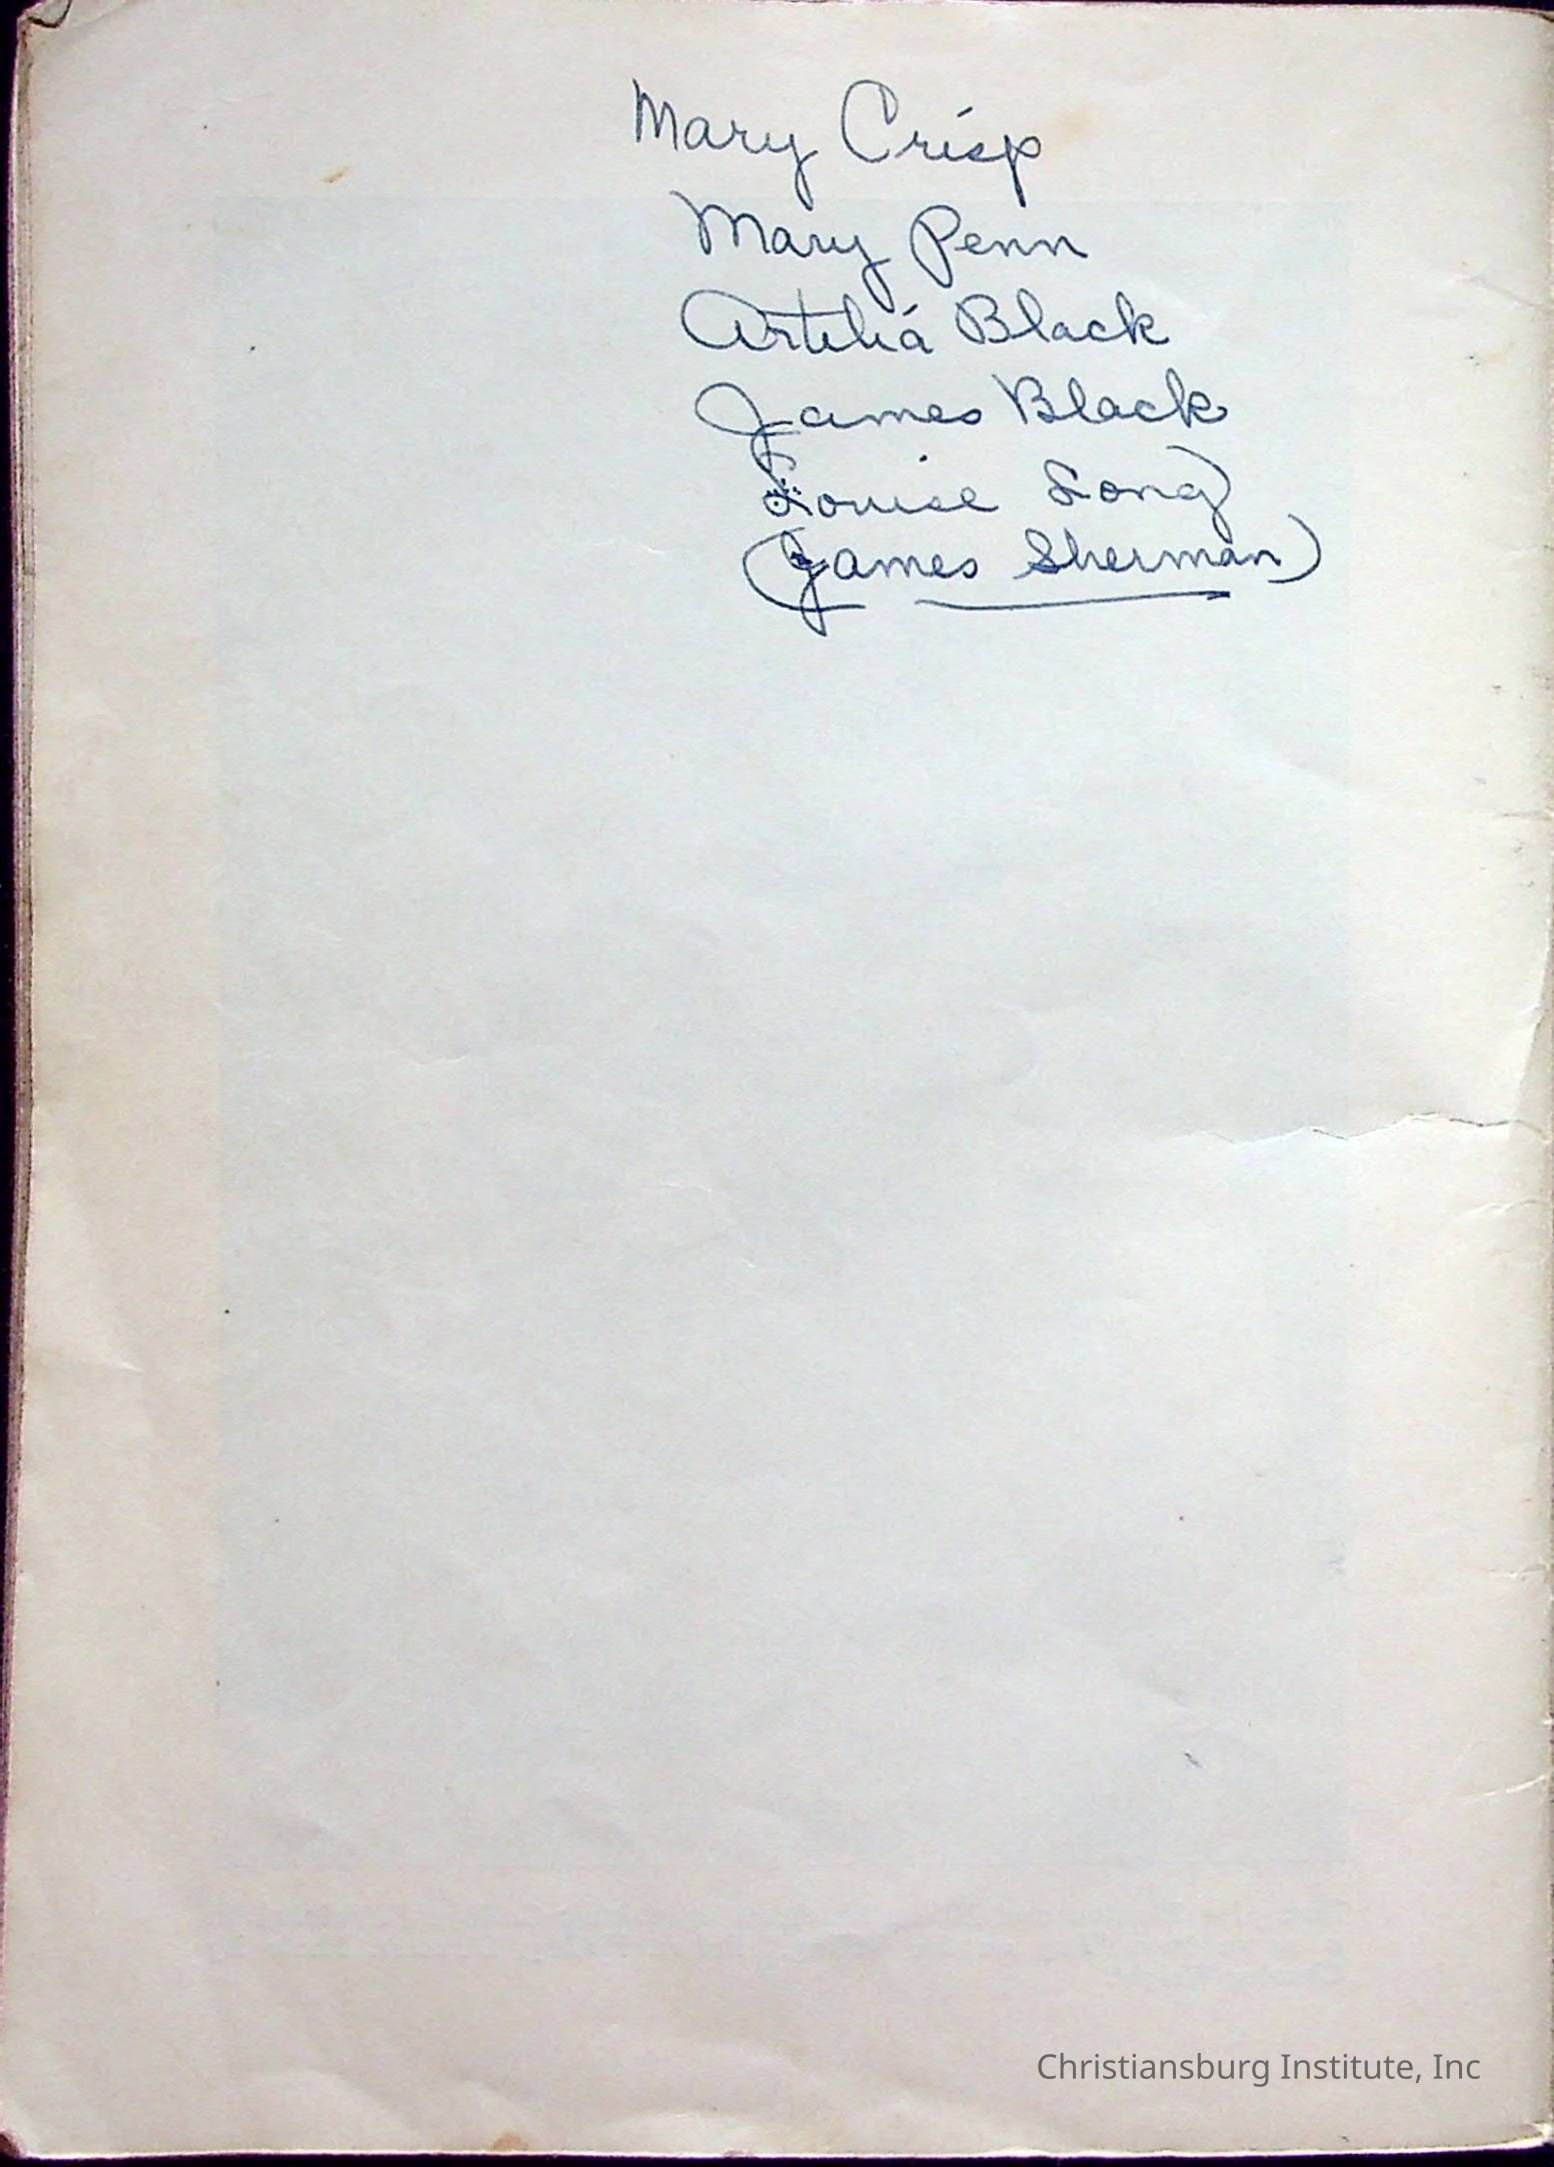 Mary Crisp
Mary Penn
Artelia Black
James Black
Louise Long
(James Sherman)
Christiansburg Institute, Inc